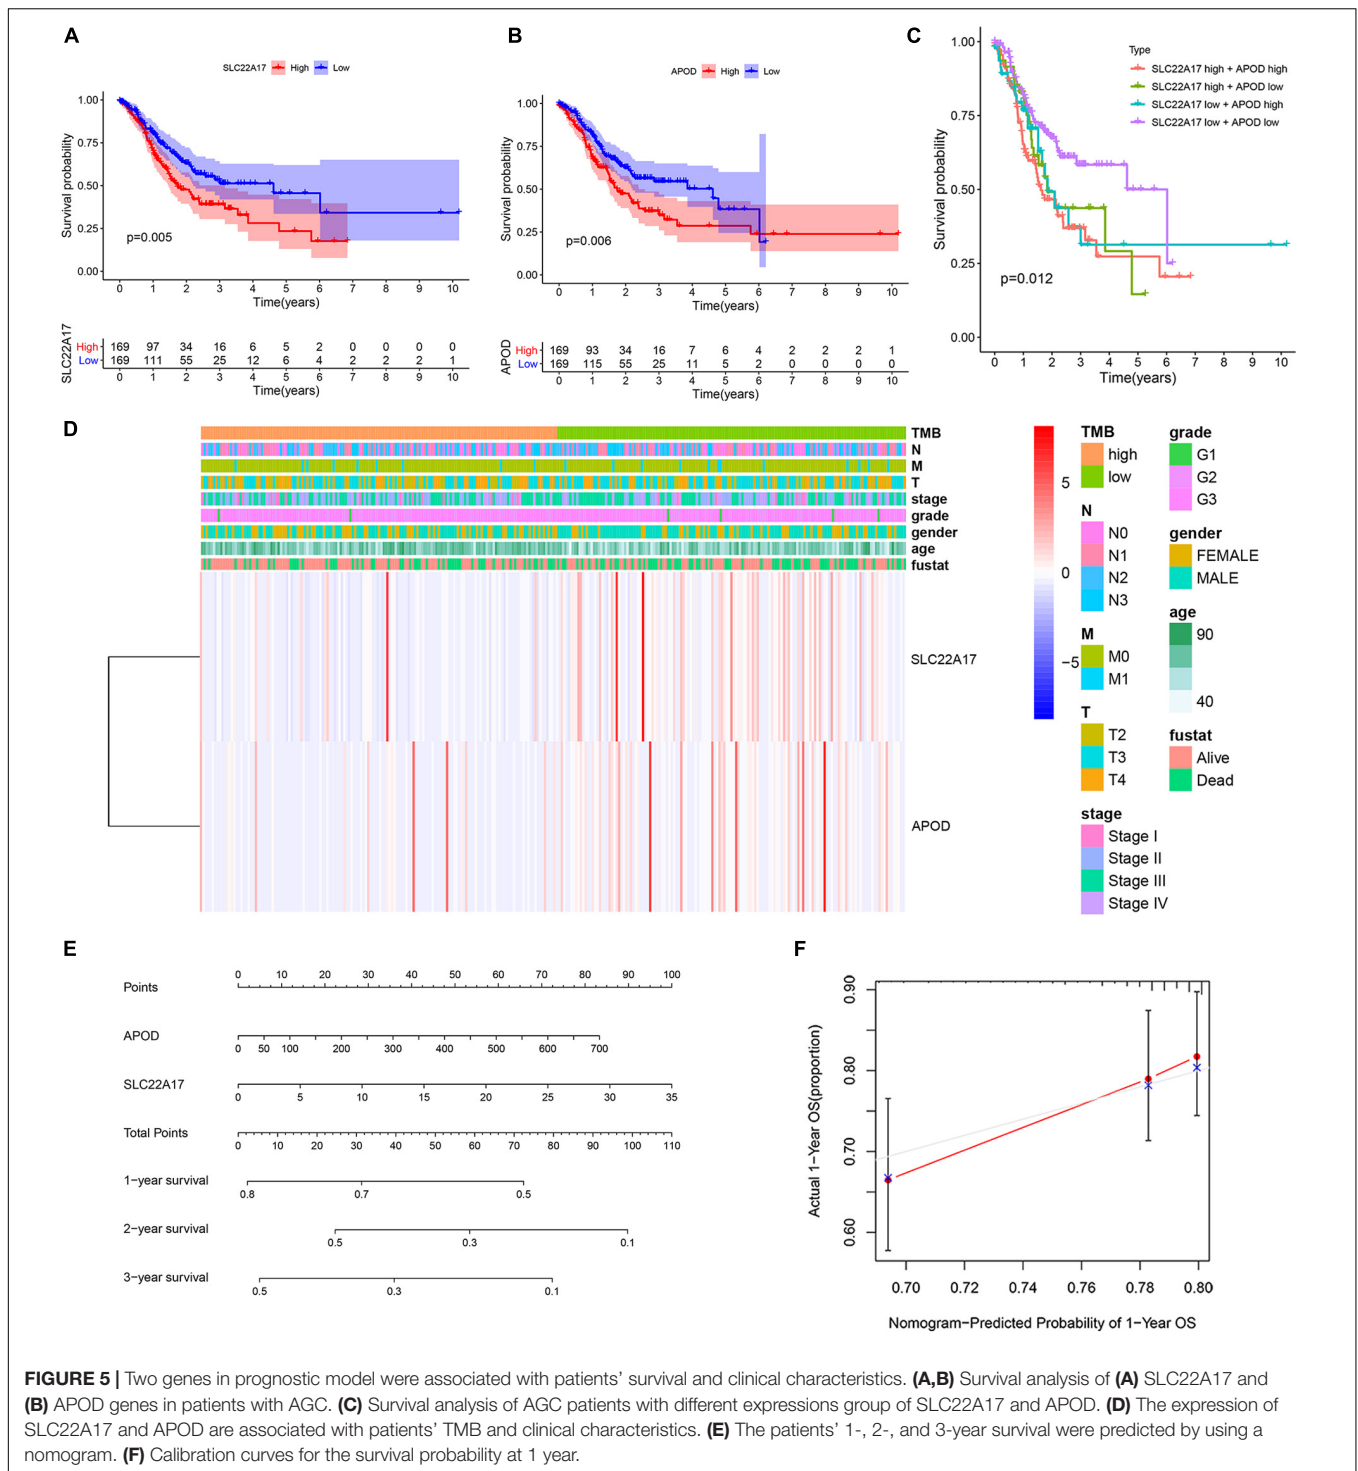 A
SLC22A17 High Low
Survival probability
1.00
0.75
0.50
0.25
0.00
p=0.005
0 1 2 3 4 5 6 7 8 9 10
Time(years)
SLC22A17
High 169 97 34 16 6 5 2 0 0 0 0
Low 169 111 55 25 12 6 4 2 2 2 1
0 1 2 3 4 5 6 7 8 9 10
Time(years)
B
APOD High Low
Survival probability
1.00
0.75
0.50
0.25
0.00
p=0.006
0 1 2 3 4 5 6 7 8 9 10
Time(years)
APOD
High 169 93 34 16 7 6 4 2 2 2 1
Low 169 115 55 25 11 5 2 0 0 0 0
0 1 2 3 4 5 6 7 8 9 10
Time(years)
C
Type
SLC22A17 high + APOD high
SLC22A17 high + APOD low
SLC22A17 low + APOD high
SLC22A17 low + APOD low
Survival probability
1.00
0.75
0.50
0.25
0.00
p=0.012
0 1 2 3 4 5 6 7 8 9 10
Time(years)
D
TMB
N
M
T
stage
grade
gender
age
fustat
SLC22A17
APOD
5
0
−5
TMB
high
low
N
N0
N1
N2
N3
M
M0
M1
T
T2
T3
T4
stage
Stage I
Stage II
Stage III
Stage IV
grade
G1
G2
G3
gender
FEMALE
MALE
age
90
40
fustat
Alive
Dead
E
Points
0 10 20 30 40 50 60 70 80 90 100
APOD
0 50 100 200 300 400 500 600 700
SLC22A17
0 5 10 15 20 25 30 35
Total Points
0 10 20 30 40 50 60 70 80 90 100 110
1−year survival
0.8 0.7 0.5
2−year survival
0.5 0.3 0.1
3−year survival
0.5 0.3 0.1
F
Actual 1−Year OS(proportion)
0.90
0.80
0.70
0.60
0.70 0.72 0.74 0.76 0.78 0.80
Nomogram−Predicted Probability of 1−Year OS
FIGURE 5 | Two genes in prognostic model were associated with patients' survival and clinical characteristics. (A,B) Survival analysis of (A) SLC22A17 and
(B) APOD genes in patients with AGC. (C) Survival analysis of AGC patients with different expressions group of SLC22A17 and APOD. (D) The expression of
SLC22A17 and APOD are associated with patients' TMB and clinical characteristics. (E) The patients' 1-, 2-, and 3-year survival were predicted by using a
nomogram. (F) Calibration curves for the survival probability at 1 year.